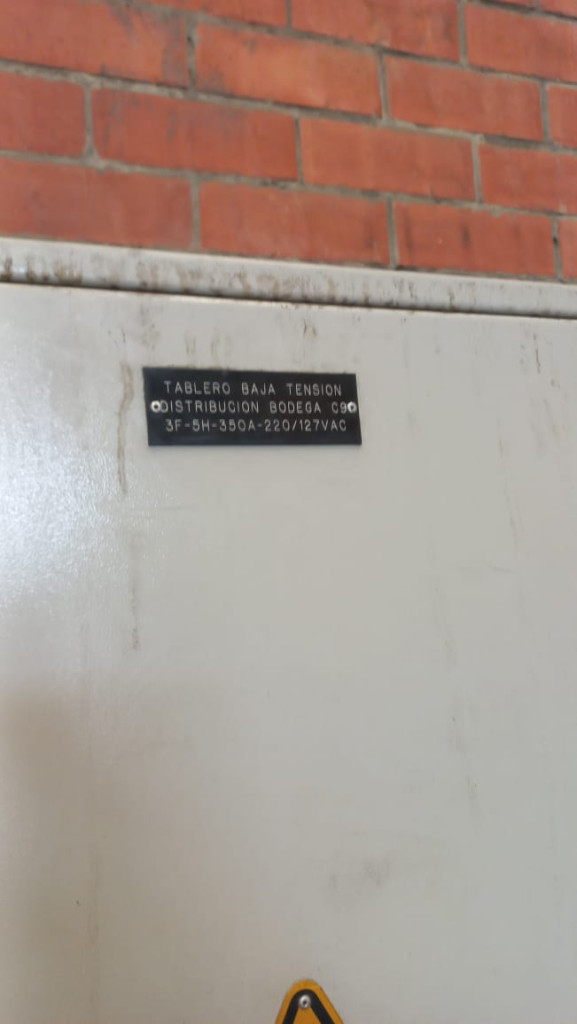 TABLERO BAJA TENSION
DISTRIBUCION BODEGA C9
3F-5H-350A-220/127VAC